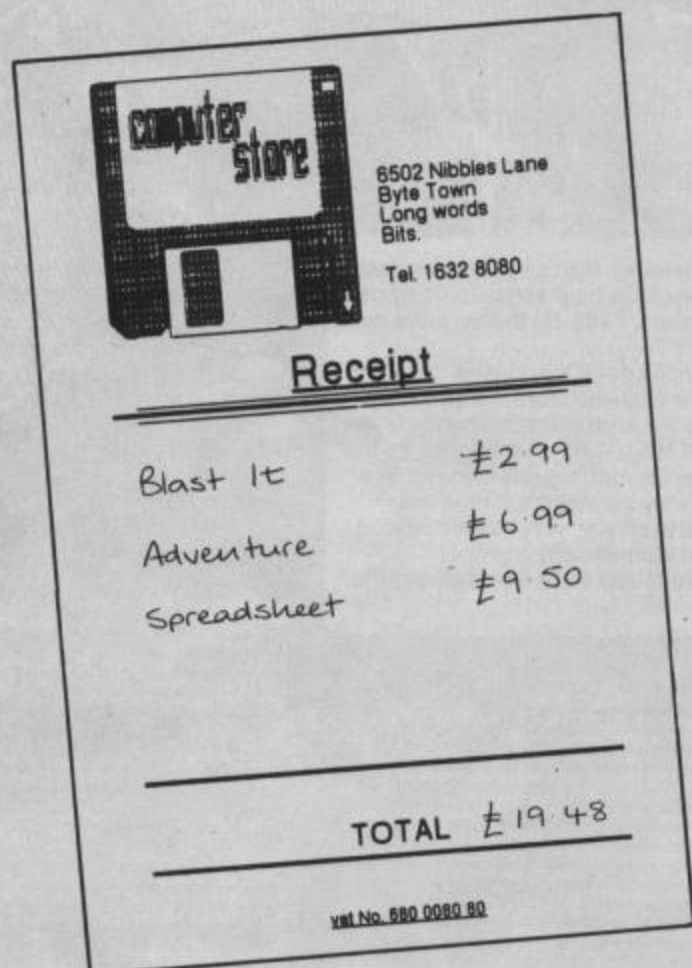 computer
store
6502 Nibbles Lane
Byte Town
Long words
Bits.
Tel. 1632 8080
Receipt
Blast It £2.99
Adventure £6.99
Spreadsheet £9.50
TOTAL £19.48
vat No. 680 0080 80